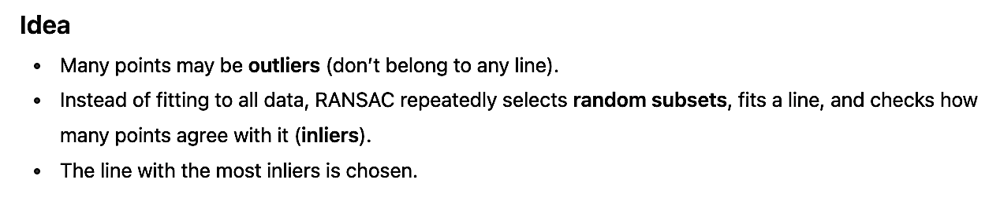 Idea
• Many points may be outliers (don’t belong to any line).
• Instead of fitting to all data, RANSAC repeatedly selects random subsets, fits a line, and checks how
many points agree with it (inliers).
• The line with the most inliers is chosen.